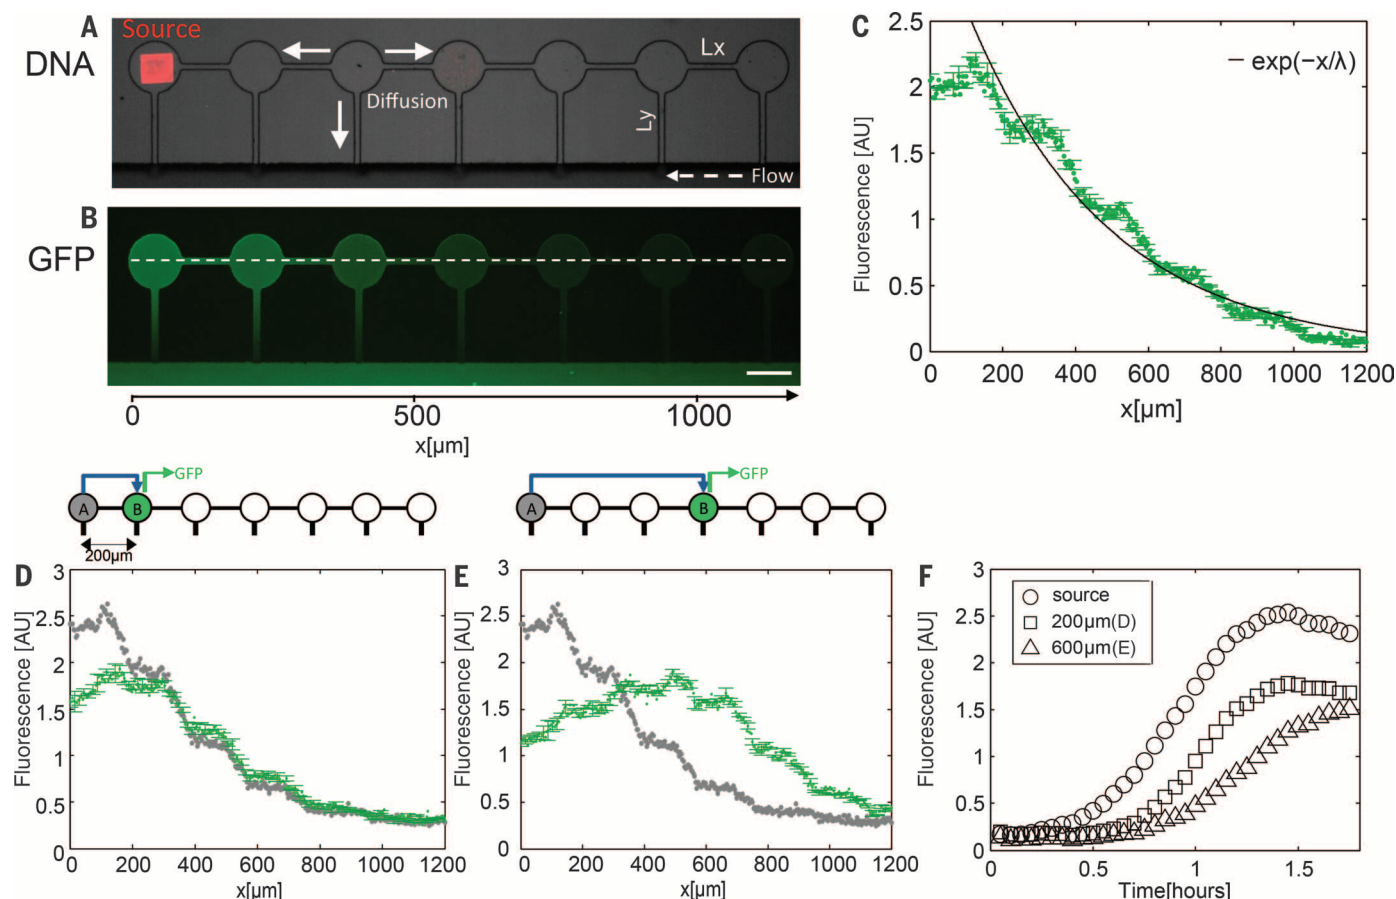 A
DNA
Source
Lx
Diffusion
Ly
Flow
B
GFP
0
500
1000
x[µm]
C
2.5
2
1.5
1
0.5
0
Fluorescence [AU]
exp(−x/λ)
0 200 400 600 800 1000 1200
x[µm]
GFP
A B
200µm
GFP
A B
D
3
2.5
2
1.5
1
0.5
0
Fluorescence [AU]
0 200 400 600 800 1000 1200
x[µm]
E
3
2.5
2
1.5
1
0.5
0
Fluorescence [AU]
0 200 400 600 800 1000 1200
x[µm]
F
3
2.5
2
1.5
1
0.5
0
Fluorescence [AU]
source
200µm(D)
600µm(E)
0 0.5 1 1.5
Time[hours]